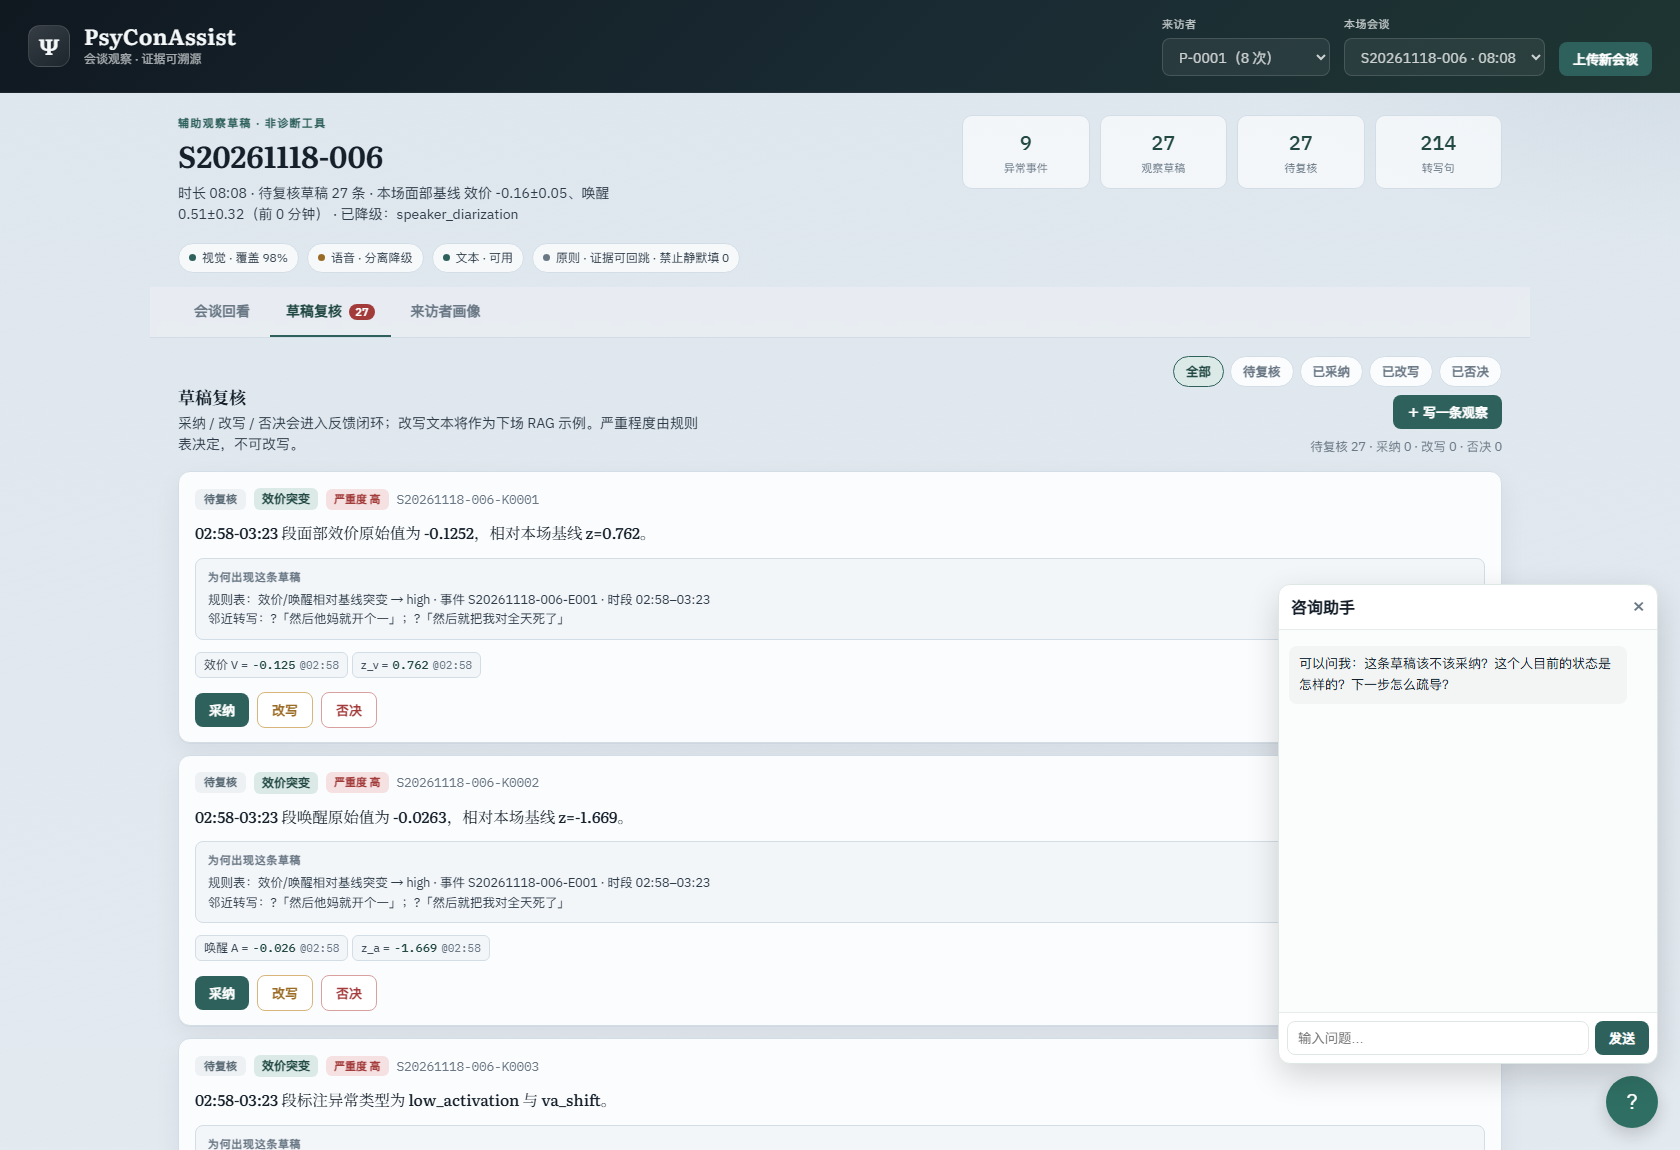 Ψ
PsyConAssist
会谈观察 · 证据可溯源
来访者
P-0001（8 次）
本场会谈
S20261118-006 · 08:08
上传新会谈
辅助观察草稿 · 非诊断工具
S20261118-006
时长 08:08 · 待复核草稿 27 条 · 本场面部基线 效价 -0.16±0.05、唤醒
0.51±0.32（前 0 分钟） · 已降级：speaker_diarization
9
异常事件
27
观察草稿
27
待复核
214
转写句
视觉 · 覆盖 98%
语音 · 分离降级
文本 · 可用
原则 · 证据可回跳 · 禁止静默填 0
会谈回看
草稿复核 27
来访者画像
全部
待复核
已采纳
已改写
已否决
草稿复核
采纳 / 改写 / 否决会进入反馈闭环；改写文本将作为下场 RAG 示例。严重程度由规则
表决定，不可改写。
+ 写一条观察
待复核 27 · 采纳 0 · 改写 0 · 否决 0
待复核 效价突变 严重度 高 S20261118-006-K0001
02:58-03:23 段面部效价原始值为 -0.1252，相对本场基线 z=0.762。
为何出现这条草稿
规则表：效价/唤醒相对基线突变 → high · 事件 S20261118-006-E001 · 时段 02:58–03:23
邻近转写：?「然后他妈就开个一」；?「然后就把我对全天死了」
效价 V = -0.125 @02:58
z_v = 0.762 @02:58
采纳
改写
否决
待复核 效价突变 严重度 高 S20261118-006-K0002
02:58-03:23 段唤醒原始值为 -0.0263，相对本场基线 z=-1.669。
为何出现这条草稿
规则表：效价/唤醒相对基线突变 → high · 事件 S20261118-006-E001 · 时段 02:58–03:23
邻近转写：?「然后他妈就开个一」；?「然后就把我对全天死了」
唤醒 A = -0.026 @02:58
z_a = -1.669 @02:58
采纳
改写
否决
待复核 效价突变 严重度 高 S20261118-006-K0003
02:58-03:23 段标注异常类型为 low_activation 与 va_shift。
为何出现这条草稿
咨询助手
×
可以问我：这条草稿该不该采纳？这个人目前的状态是
怎样的？下一步怎么疏导？
输入问题...
发送
?